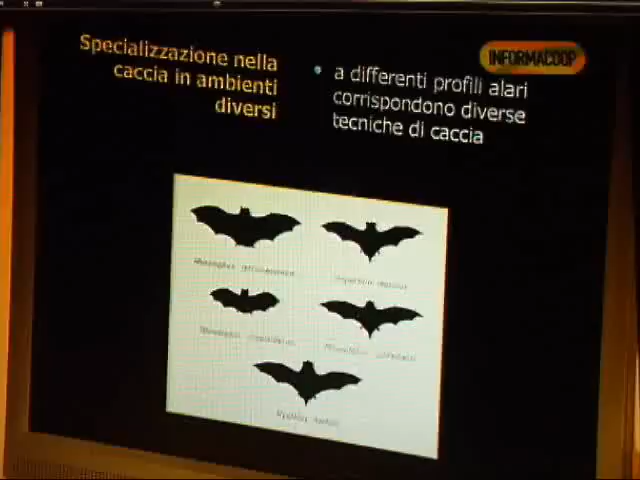 Specializzazione nella
caccia in ambienti
diversi
INFORMACOOP
• a differenti profili alari
corrispondono diverse
tecniche di caccia